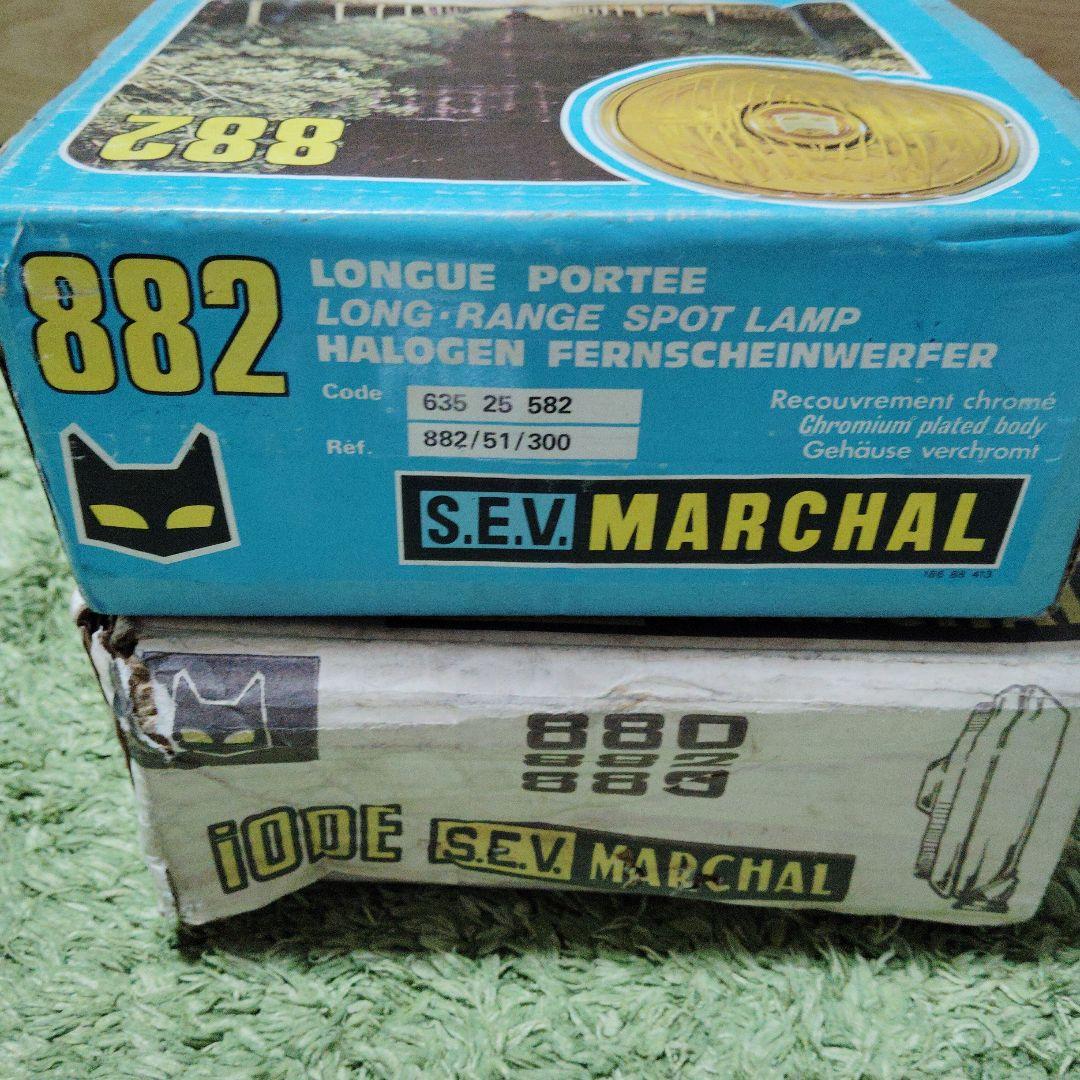 882
882
LONGUE PORTEE
LONG-RANGE SPOT LAMP
HALOGEN FERNSCHEINWERFER
Code 635 25 582
Réf. 882/51/300
Recouvrement chromé
Chromium plated body
Gehäuse verchromt
S.E.V. MARCHAL
880
882
883
iODE S.E.V. MARCHAL